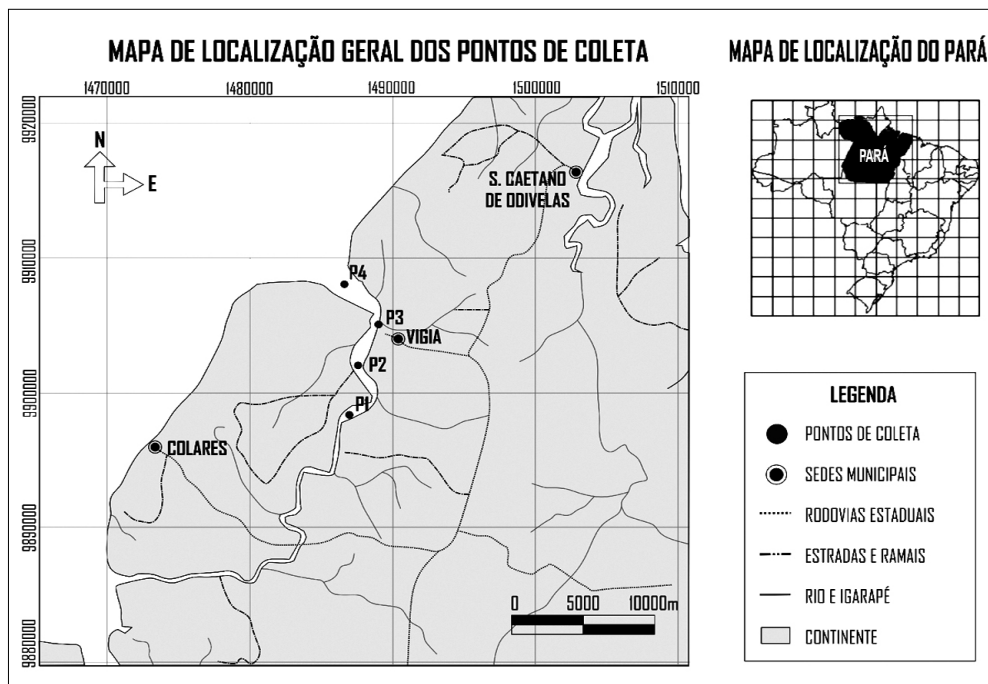 MAPA DE LOCALIZAÇÃO GERAL DOS PONTOS DE COLETA
1470000 1480000 1490000 1500000 1510000
9920000
9900000
9900000
9890000
9880000
N
E
S. CAETANO
DE ODIVELAS
P4
P3
VIGIA
P2
P1
COLARES
0 5000 10000m
MAPA DE LOCALIZAÇÃO DO PARÁ
PARÁ
LEGENDA
PONTOS DE COLETA
SEDES MUNICIPAIS
RODOVIAS ESTADUAIS
ESTRADAS E RAMAIS
RIO E IGARAPÉ
CONTINENTE